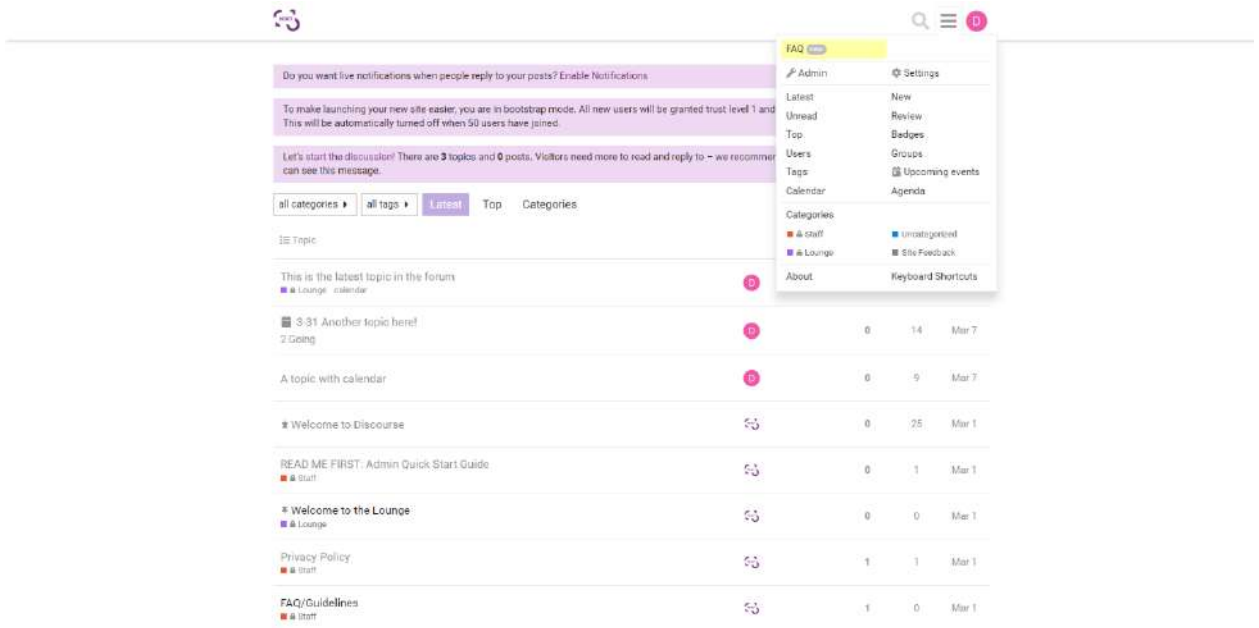 D
FAQ
Admin
Settings
Do you want live notifications when people reply to your posts? Enable Notifications
Latest
New
To make launching your new site easier, you are in bootstrap mode. All new users will be granted trust level 1 and
This will be automatically turned off when 50 users have joined.
Unread
Review
Top
Badges
Let's start the discussion! There are 3 topics and 0 posts. Visitors need more to read and reply to – we recommen
can see this message.
Users
Groups
Tags
Upcoming events
Calendar
Agenda
all categories
all tags
Latest
Top
Categories
Categories
Staff
Uncategorized
Lounge
Site Feedback
About
Keyboard Shortcuts
Topic
This is the latest topic in the forum
Lounge calendar
D
3-31 Another topic here!
2 Going
D
0 14 Mar 7
A topic with calendar
D
0 9 Mar 7
Welcome to Discourse
0 25 Mar 1
READ ME FIRST: Admin Quick Start Guide
Staff
0 1 Mar 1
Welcome to the Lounge
Lounge
0 0 Mar 1
Privacy Policy
Staff
1 1 Mar 1
FAQ/Guidelines
Staff
1 0 Mar 1